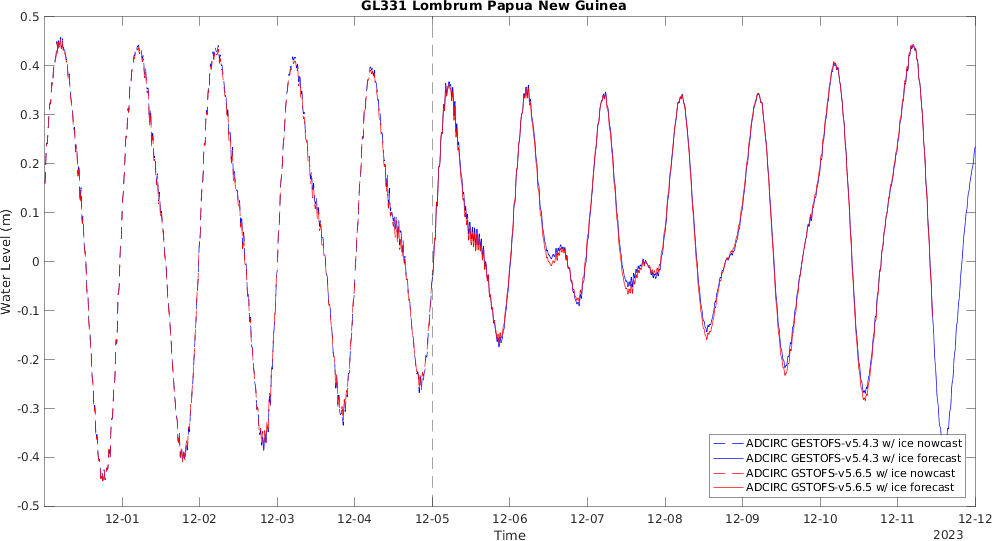 GL331 Lombrum Papua New Guinea
0.5
0.4
0.3
0.2
0.1
0
-0.1
-0.2
-0.3
-0.4
-0.5
Water Level (m)
ADCIRC GESTOFS-v5.4.3 w/ ice nowcast
ADCIRC GESTOFS-v5.4.3 w/ ice forecast
ADCIRC GSTOFS-v5.6.5 w/ ice nowcast
ADCIRC GSTOFS-v5.6.5 w/ ice forecast
12-01 12-02 12-03 12-04 12-05 12-06 12-07 12-08 12-09 12-10 12-11 12-12
Time
2023